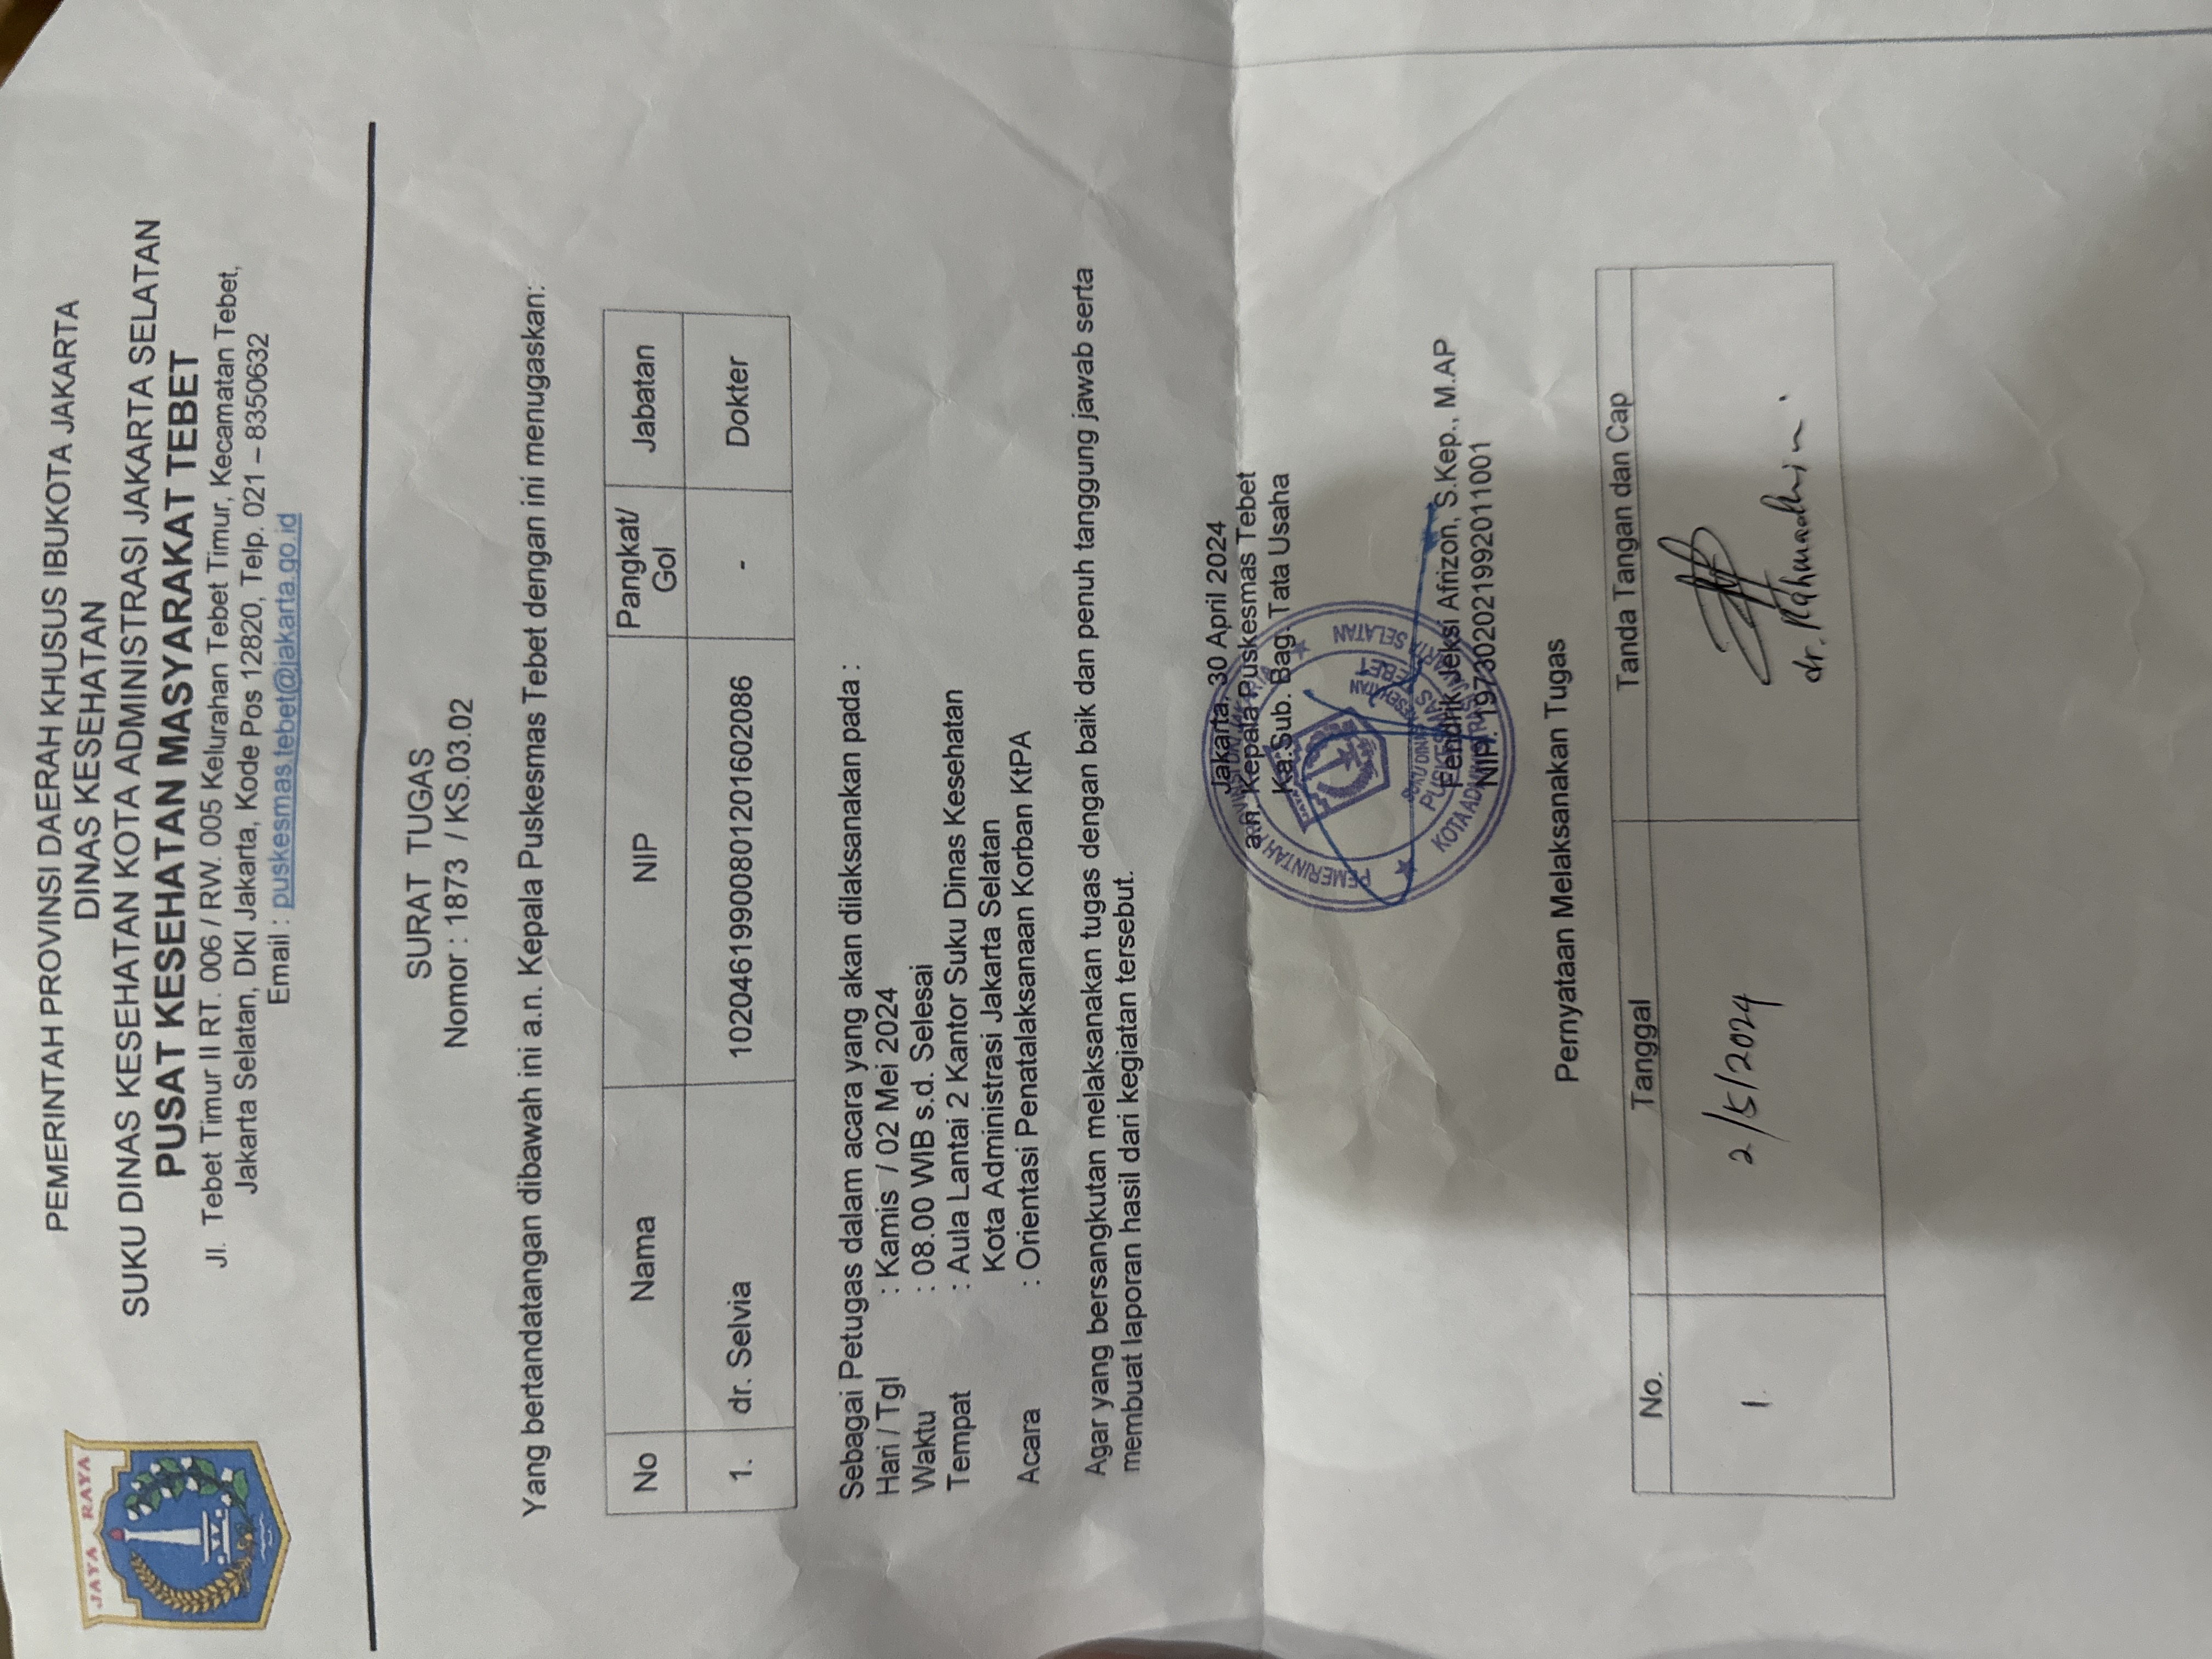 JAYA RAYA
PEMERINTAH PROVINSI DAERAH KHUSUS IBUKOTA JAKARTA
DINAS KESEHATAN
SUKU DINAS KESEHATAN KOTA ADMINISTRASI JAKARTA SELATAN
PUSAT KESEHATAN MASYARAKAT TEBET
Jl. Tebet Timur II RT. 006 / RW. 005 Kelurahan Tebet Timur, Kecamatan Tebet,
Jakarta Selatan, DKI Jakarta, Kode Pos 12820, Telp. 021 – 8350632
Email : puskesmas.tebet@jakarta.go.id
SURAT TUGAS
Nomor : 1873 / KS.03.02
Yang bertandatangan dibawah ini a.n. Kepala Puskesmas Tebet dengan ini menugaskan:
No Nama NIP Pangkat/ Gol Jabatan
1. dr. Selvia 10204619900801201602086 - Dokter
Sebagai Petugas dalam acara yang akan dilaksanakan pada :
Hari / Tgl : Kamis / 02 Mei 2024
Waktu : 08.00 WIB s.d. Selesai
Tempat : Aula Lantai 2 Kantor Suku Dinas Kesehatan
Kota Administrasi Jakarta Selatan
Acara : Orientasi Penatalaksanaan Korban KtPA
Agar yang bersangkutan melaksanakan tugas dengan baik dan penuh tanggung jawab serta
membuat laporan hasil dari kegiatan tersebut.
Jakarta, 30 April 2024
a.n. Kepala Puskesmas Tebet
Ka.Sub. Bag. Tata Usaha
PEMERINTAH PROVINSI DKI JAKARTA
JAYA
SUKU DINAS KESEHATAN
PUSKESMAS TEBET
KOTA ADMINISTRASI JAKARTA SELATAN
Fendrik Jeksi Afrizon, S.Kep., M.AP
NIP. 197302021992011001
Pernyataan Melaksanakan Tugas
No. Tanggal Tanda Tangan dan Cap
1. 2/5/2024
dr.